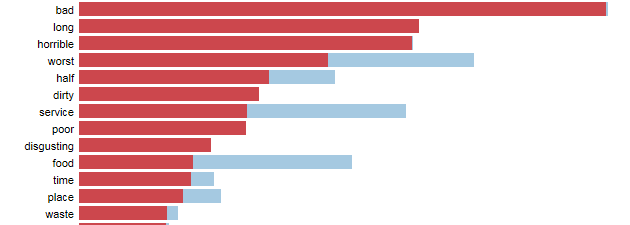 bad
long
horrible
worst
half
dirty
service
poor
disgusting
food
time
place
waste